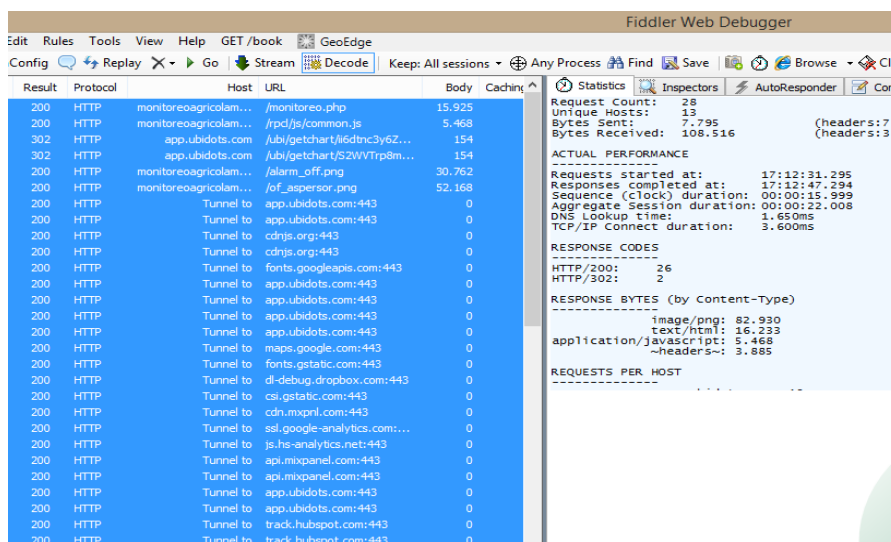 Fiddler Web Debugger
Edit Rules Tools View Help GET /book GeoEdge
Config Replay Go Stream Decode Keep: All sessions Any Process Find Save Browse
Result Protocol Host URL Body Caching
200 HTTP monitoreoagricolam... /monitoreo.php 15.925
200 HTTP monitoreoagricolam... /rpcl/js/common.js 5.468
302 HTTP app.ubidots.com /ubi/getchart/li6dtnc3y6Z... 154
302 HTTP app.ubidots.com /ubi/getchart/S2WVTrp8m... 154
200 HTTP monitoreoagricolam... /alarm_off.png 30.762
200 HTTP monitoreoagricolam... /of_aspersor.png 52.168
200 HTTP Tunnel to app.ubidots.com:443 0
200 HTTP Tunnel to app.ubidots.com:443 0
200 HTTP Tunnel to cdnjs.org:443 0
200 HTTP Tunnel to cdnjs.org:443 0
200 HTTP Tunnel to fonts.googleapis.com:443 0
200 HTTP Tunnel to app.ubidots.com:443 0
200 HTTP Tunnel to app.ubidots.com:443 0
200 HTTP Tunnel to app.ubidots.com:443 0
200 HTTP Tunnel to app.ubidots.com:443 0
200 HTTP Tunnel to maps.google.com:443 0
200 HTTP Tunnel to fonts.gstatic.com:443 0
200 HTTP Tunnel to dl-debug.dropbox.com:443 0
200 HTTP Tunnel to csi.gstatic.com:443 0
200 HTTP Tunnel to cdn.mxpnl.com:443 0
200 HTTP Tunnel to ssl.google-analytics.com:... 0
200 HTTP Tunnel to js.hs-analytics.net:443 0
200 HTTP Tunnel to api.mixpanel.com:443 0
200 HTTP Tunnel to api.mixpanel.com:443 0
200 HTTP Tunnel to app.ubidots.com:443 0
200 HTTP Tunnel to app.ubidots.com:443 0
200 HTTP Tunnel to track.hubspot.com:443 0
200 HTTP Tunnel to track.hubspot.com:443 0
Statistics Inspectors AutoResponder
Request Count: 28
Unique Hosts: 13
Bytes Sent: 7.795 (headers:7
Bytes Received: 108.516 (headers:3
ACTUAL PERFORMANCE
--------------
Requests started at: 17:12:31.295
Responses completed at: 17:12:47.294
Sequence (clock) duration: 00:00:15.999
Aggregate Session duration: 00:00:22.008
DNS Lookup time: 1.650ms
TCP/IP Connect duration: 3.600ms
RESPONSE CODES
--------------
HTTP/200: 26
HTTP/302: 2
RESPONSE BYTES (by Content-Type)
--------------
image/png: 82.930
text/html: 16.233
application/javascript: 5.468
~headers~: 3.885
REQUESTS PER HOST
--------------